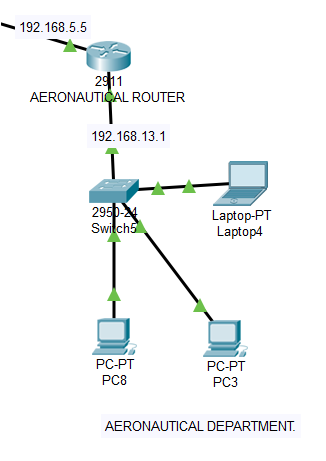 192.168.5.5
2911
AERONAUTICAL ROUTER
192.168.13.1
2950-24
Switch5
Laptop-PT
Laptop4
PC-PT
PC8
PC-PT
PC3
AERONAUTICAL DEPARTMENT.